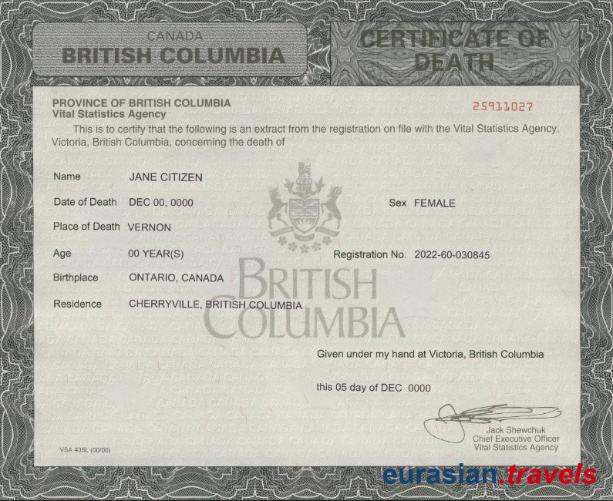 CANADA
BRITISH COLUMBIA
CERTIFICATE OF
DEATH
PROVINCE OF BRITISH COLUMBIA
Vital Statistics Agency
25911027
This is to certify that the following is an extract from the registration on file with the Vital Statistics Agency,
Victoria, British Columbia, concerning the death of
Name JANE CITIZEN
Date of Death DEC 00, 0000 Sex FEMALE
Place of Death VERNON
Age 00 YEAR(S) Registration No. 2022-60-030845
Birthplace ONTARIO, CANADA
Residence CHERRYVILLE, BRITISH COLUMBIA
BRITISH
COLUMBIA
Given under my hand at Victoria, British Columbia
this 05 day of DEC 0000
Jack Shewchuk
Chief Executive Officer
Vital Statistics Agency
VSA 435L (00/00)
eurasian.travels